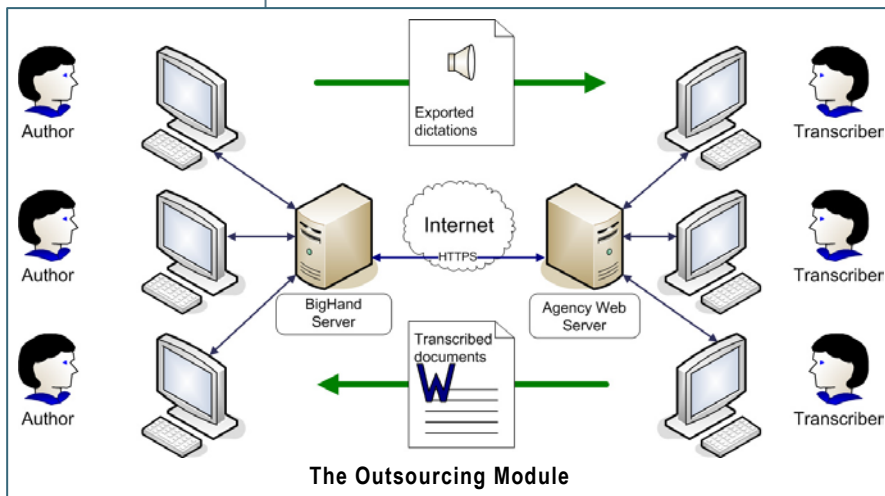 Author
Exported
dictations
Transcriber
Author
Internet
HTTPS
Transcriber
BigHand
Server
Agency Web
Server
Author
Transcribed
documents
W
Transcriber
The Outsourcing Module